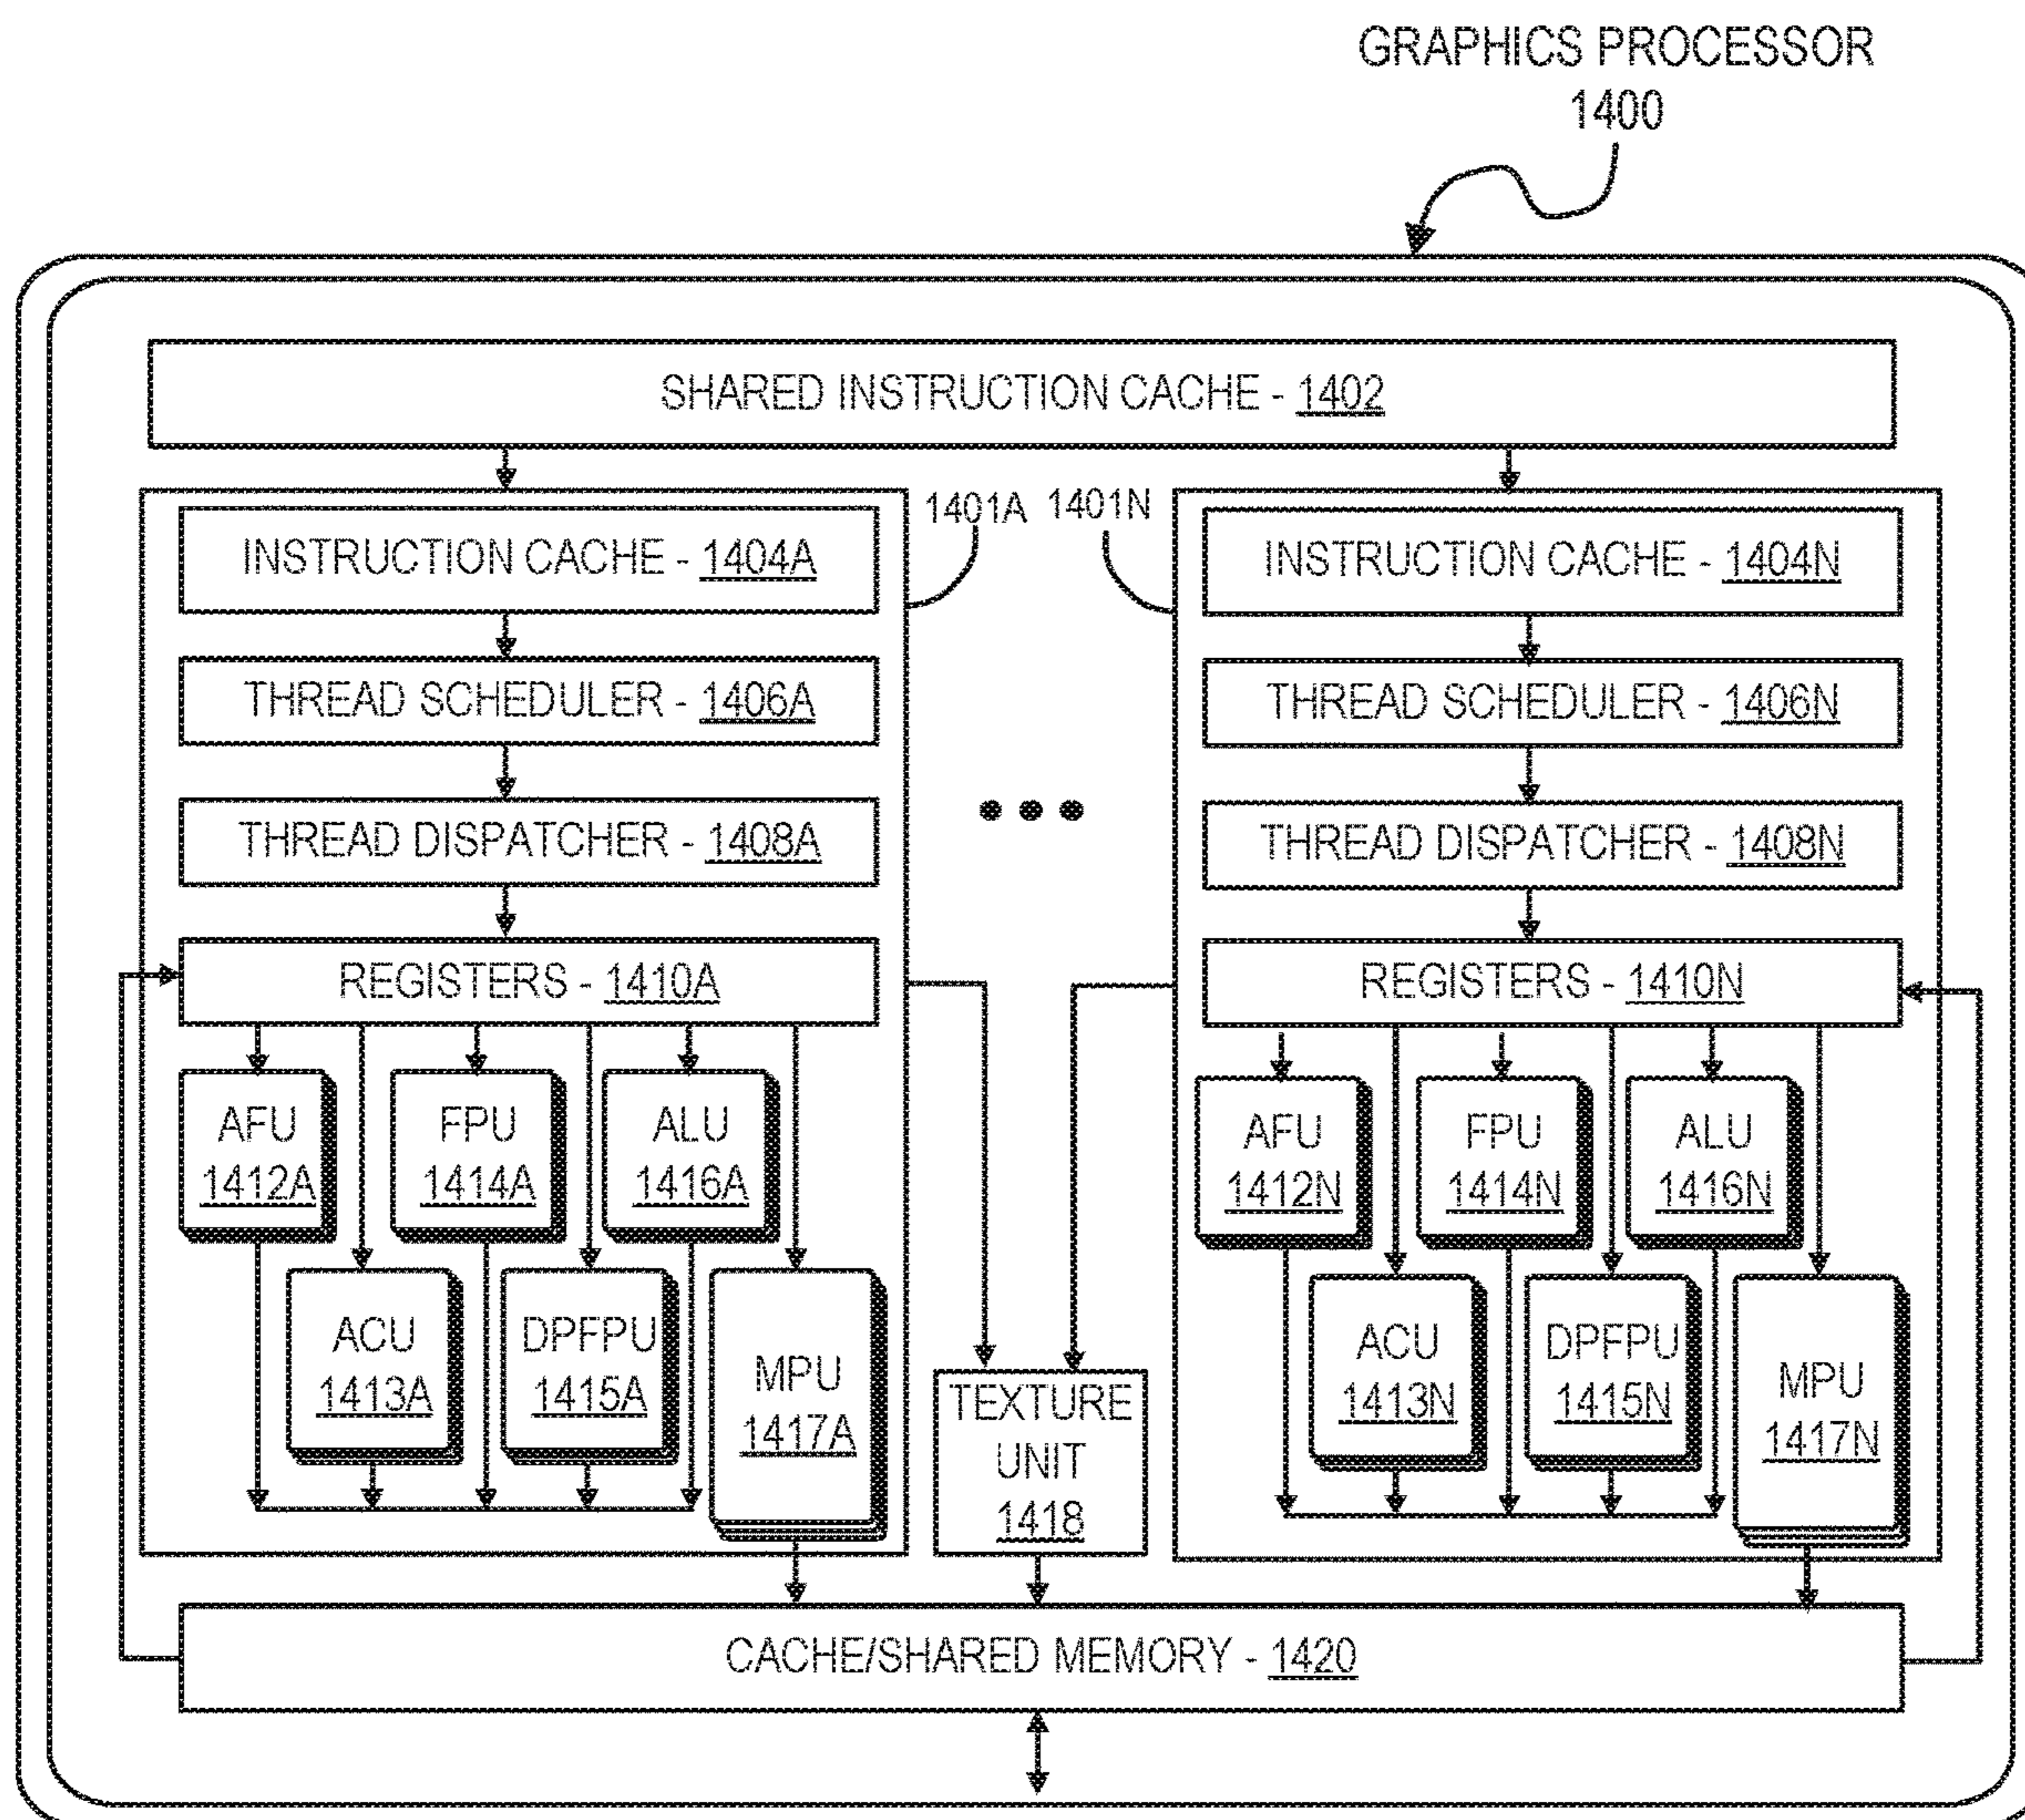 GRAPHICS PROCESSOR
1400
SHARED INSTRUCTION CACHE - 1402
1401A 1401N
INSTRUCTION CACHE - 1404A
THREAD SCHEDULER - 1406A
THREAD DISPATCHER - 1408A
REGISTERS - 1410A
AFU
1412A
FPU
1414A
ALU
1416A
ACU
1413A
DPFPU
1415A
MPU
1417A
TEXTURE
UNIT
1418
INSTRUCTION CACHE - 1404N
THREAD SCHEDULER - 1406N
THREAD DISPATCHER - 1408N
REGISTERS - 1410N
AFU
1412N
FPU
1414N
ALU
1416N
ACU
1413N
DPFPU
1415N
MPU
1417N
CACHE/SHARED MEMORY - 1420